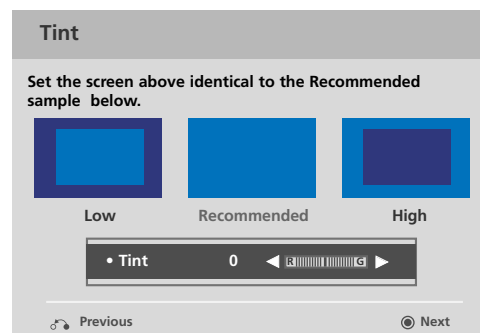 Tint
Set the screen above identical to the Recommended
sample below.
Low Recommended High
• Tint 0 ◀ R G ▶
Previous ◉ Next